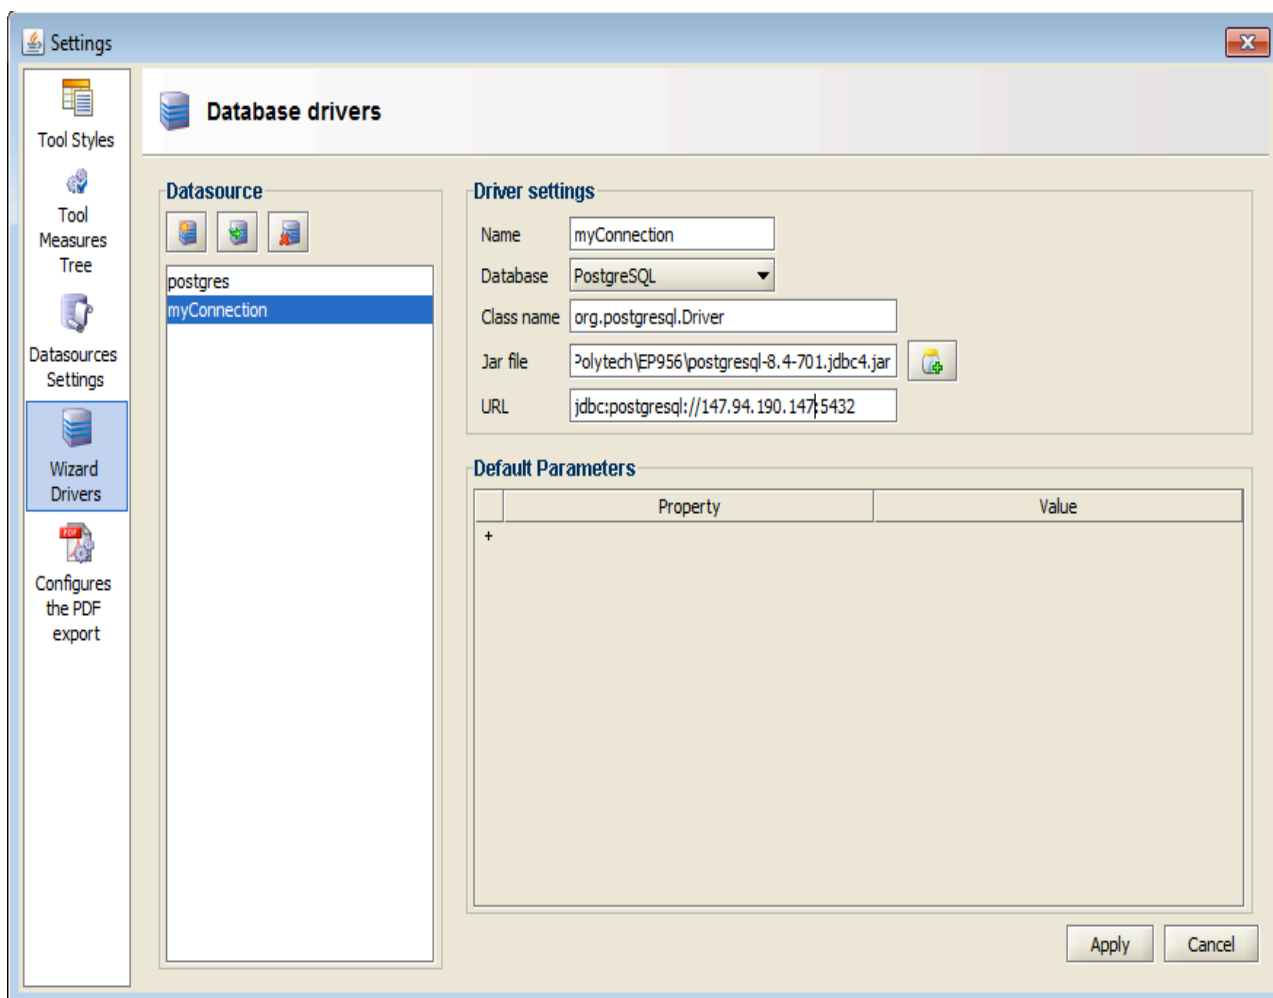 Settings
Tool Styles
Tool
Measures
Tree
Datasources
Settings
Wizard
Drivers
PDF
Configures
the PDF
export
Database drivers
Datasource
postgres
myConnection
Driver settings
Name myConnection
Database PostgreSQL
Class name org.postgresql.Driver
Jar file Polytech\EP956\postgresql-8.4-701.jdbc4.jar
URL jdbc:postgresql://147.94.190.147:5432
Default Parameters
Property Value
+
Apply Cancel